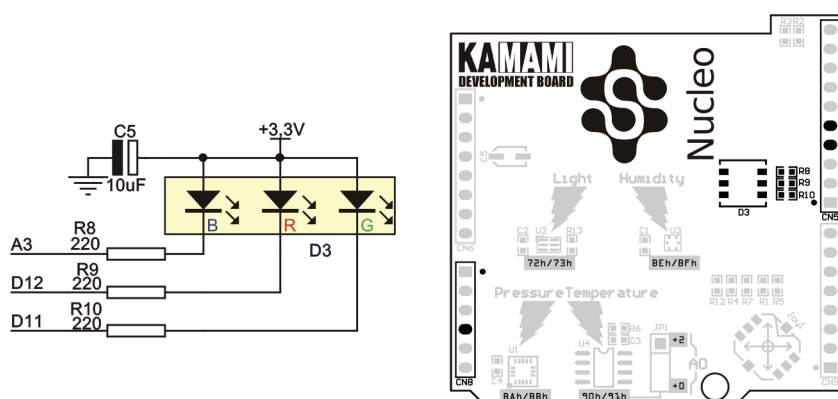 C5
10uF
+3,3V
B
R
G
D3
A3
R8
220
D12
R9
220
D11
R10
220
KAMAMI
DEVELOPMENT BOARD
Nucleo
R3 R2
C5
CN6
Light
Humidity
R8
R9
R10
D3
CN5
C2 U2 R13
C1 U3
72h/73h
BEh/BFh
Pressure Temperature
R12 R4 R7 R1 R5
Joy1
R6
C3
JP1
+2
A0
+0
U1
U4
C4
CN8
BAh/BBh
90h/91h
CN9